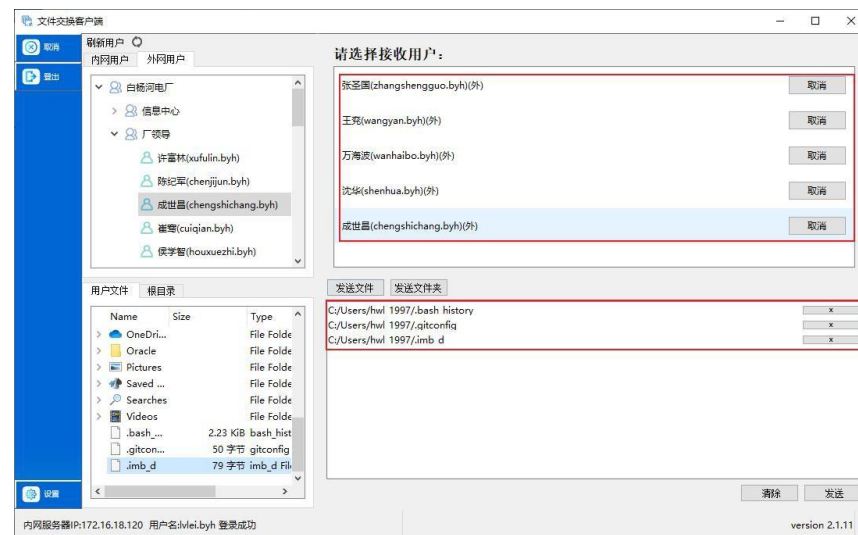 文件交换客户端
取消
登出
刷新用户
内网用户 外网用户
白杨河电厂
信息中心
厂领导
许富林(xufulin.byh)
陈纪军(chenjijun.byh)
成世昌(chengshichang.byh)
崔骞(cuiqian.byh)
侯学智(houxuezhi.byh)
请选择接收用户：
张圣国(zhangshengguo.byh)(外) 取消
王兖(wangyan.byh)(外) 取消
万海波(wanhaibo.byh)(外) 取消
沈华(shenhua.byh)(外) 取消
成世昌(chengshichang.byh)(外) 取消
用户文件 根目录
Name Size Type
OneDri... File Folde
Oracle File Folde
Pictures File Folde
Saved ... File Folde
Searches File Folde
Videos File Folde
.bash_... 2.23 KiB bash_hist
.gitcon... 50 字节 gitconfig
.imb_d 79 字节 imb_d Fil
发送文件 发送文件夹
C:/Users/hwl 1997/.bash history x
C:/Users/hwl 1997/.gitconfig x
C:/Users/hwl 1997/.imb d x
清除 发送
设置
内网服务器IP:172.16.18.120 用户名:lvlei.byh 登录成功
version 2.1.11